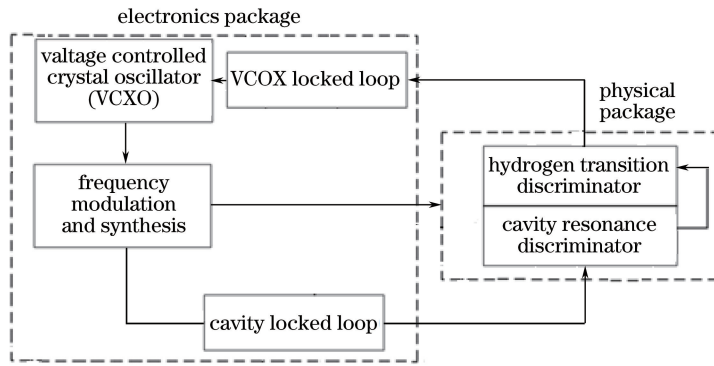 electronics package
valtage controlled
crystal oscillator
(VCXO)
VCOX locked loop
physical
package
hydrogen transition
discriminator
frequency
modulation
and synthesis
cavity resonance
discriminator
cavity locked loop